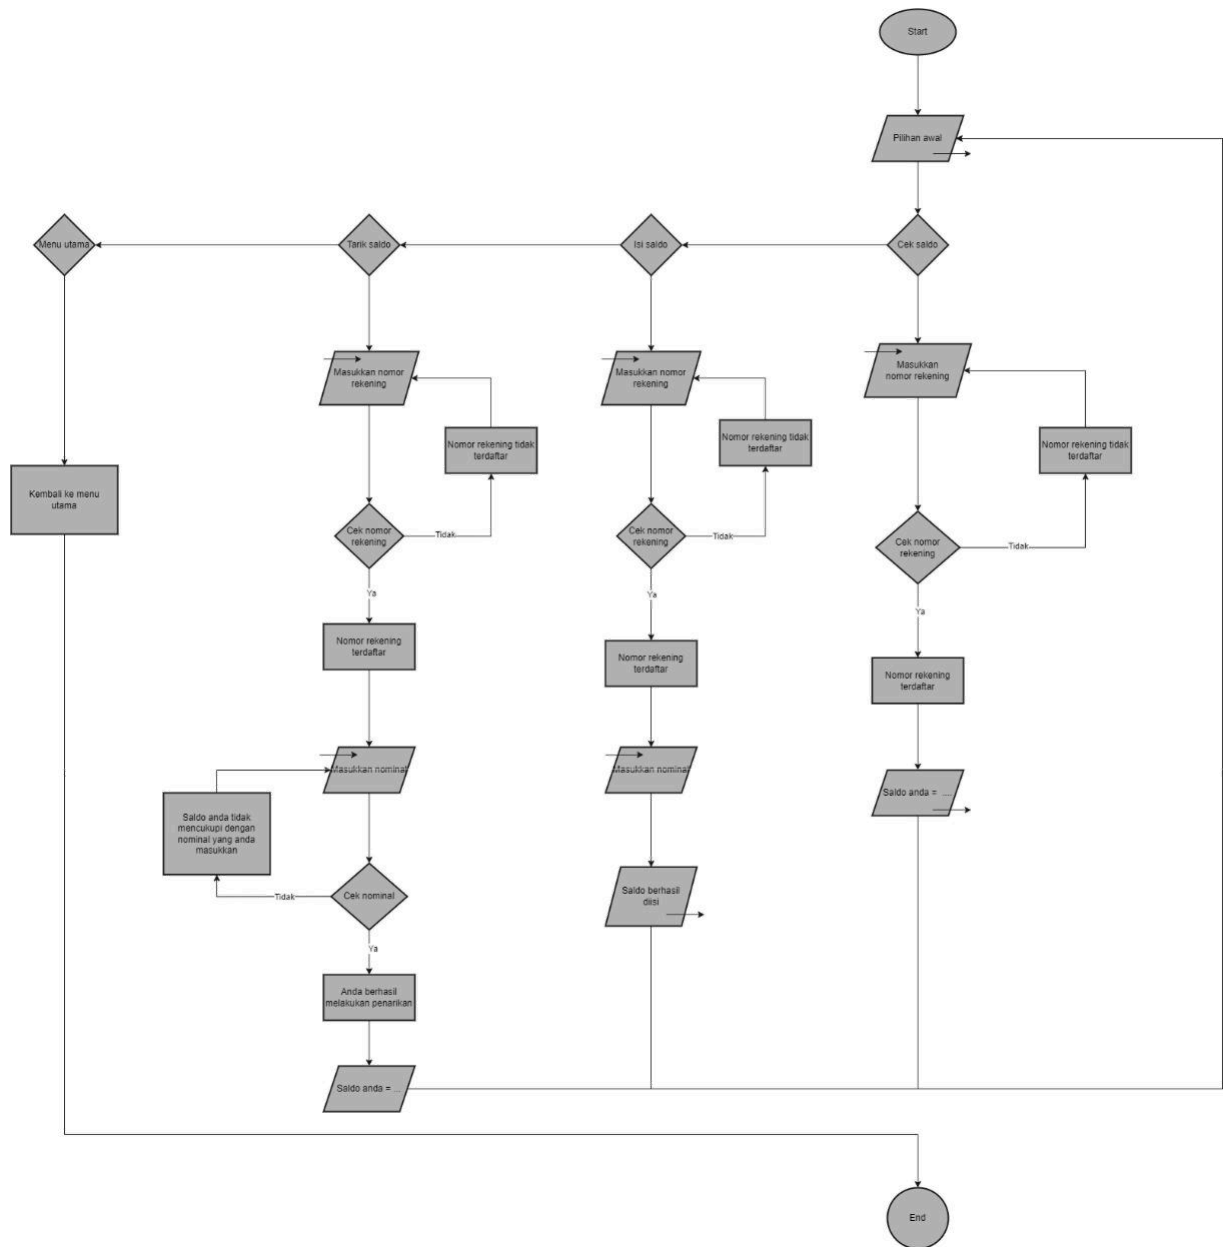 Start
Pilihan awal
Menu utama
Tarik saldo
Isi saldo
Cek saldo
Masukkan nomor
rekening
Masukkan nomor
rekening
Masukkan
nomor rekening
Nomor rekening tidak
terdaftar
Nomor rekening tidak
terdaftar
Nomor rekening tidak
terdaftar
Kembali ke menu
utama
Cek nomor
rekening
Tidak
Cek nomor
rekening
Tidak
Cek nomor
rekening
Tidak
Ya
Ya
Ya
Nomor rekening
terdaftar
Nomor rekening
terdaftar
Nomor rekening
terdaftar
Masukkan nominal
Masukkan nominal
Saldo anda = ...
Saldo anda tidak
mencukupi dengan
nominal yang anda
masukkan
Tidak
Cek nominal
Saldo berhasil
diisi
Ya
Anda berhasil
melakukan penarikan
Saldo anda = ...
End